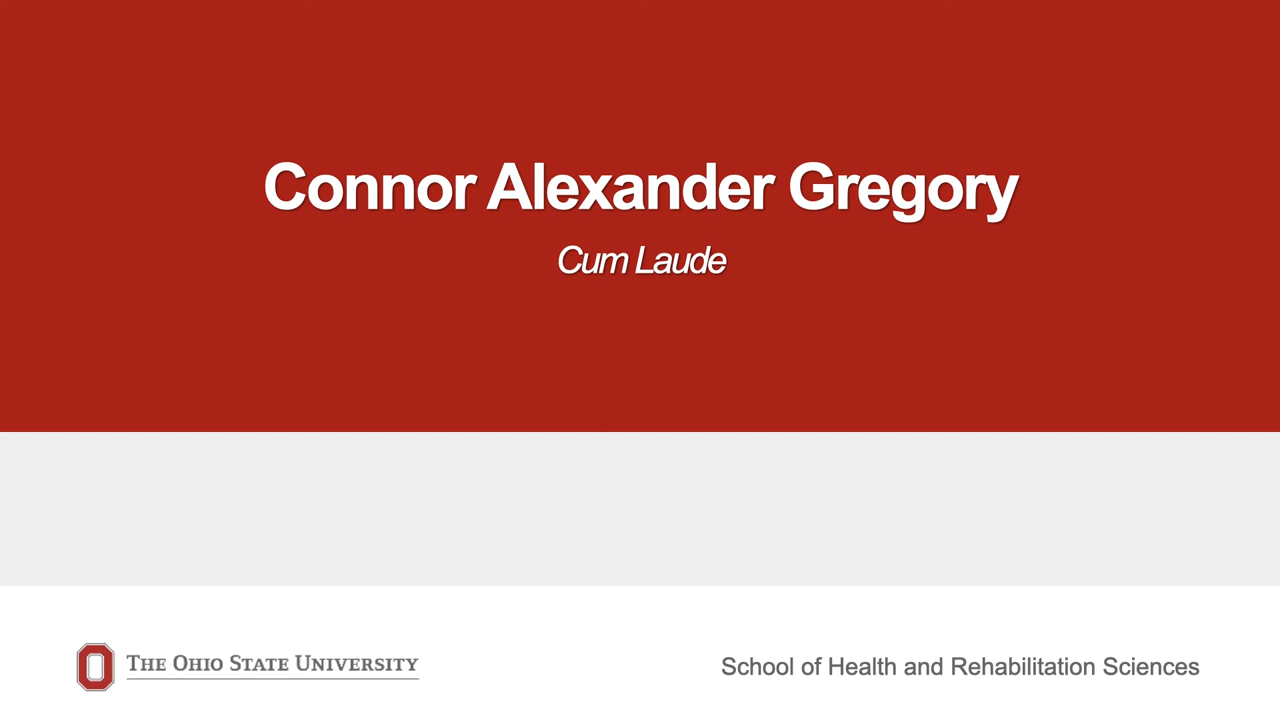 Connor Alexander Gregory
Cum Laude
THE OHIO STATE UNIVERSITY
School of Health and Rehabilitation Sciences